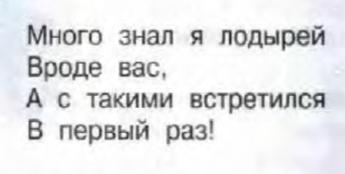 Много знал я лодырей
Вроде вас,
А с такими встретился
В первый раз!